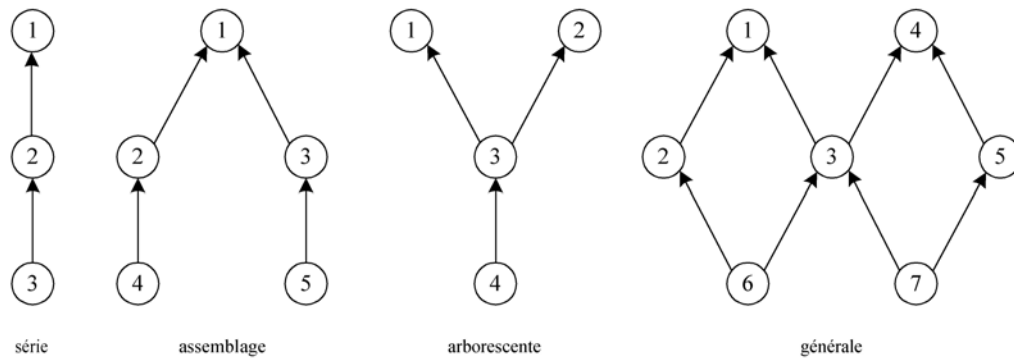 1 1 1 2 1 4
2 2 3 3 2 3 5
3 4 5 4 6 7
série assemblage arborescente générale